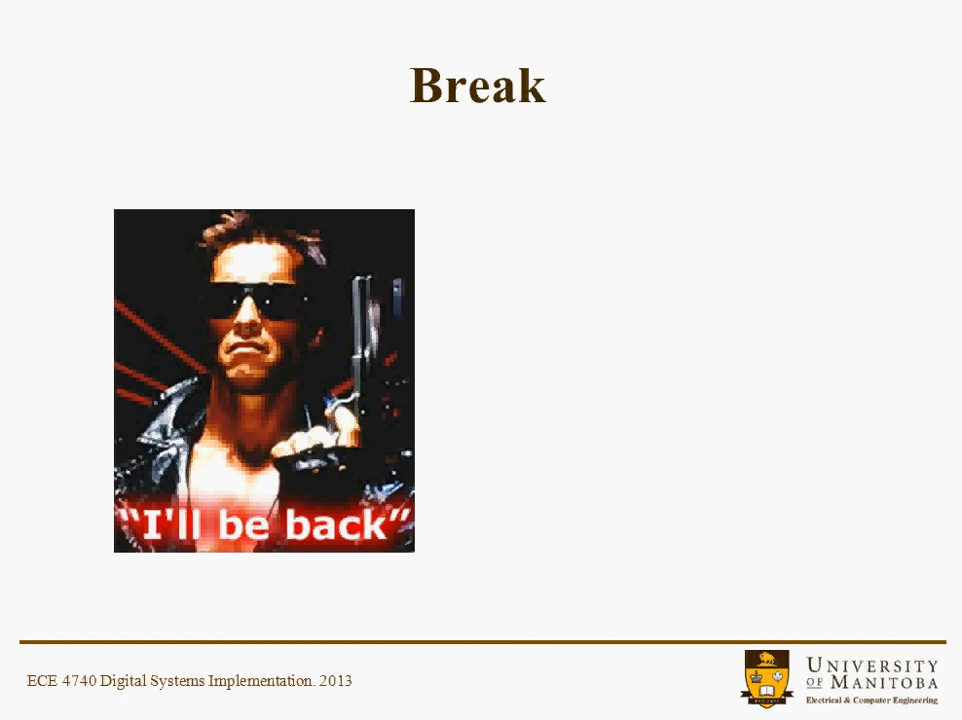 Break
“I'll be back”
ECE 4740 Digital Systems Implementation. 2013
UNIVERSITY
OF MANITOBA
Electrical & Computer Engineering